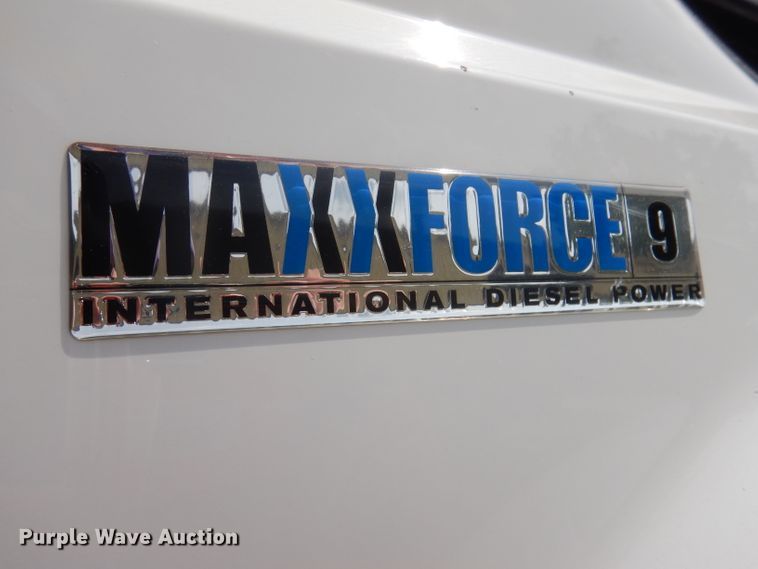 MAXXFORCE 9
INTERNATIONAL DIESEL POWER
Purple Wave Auction